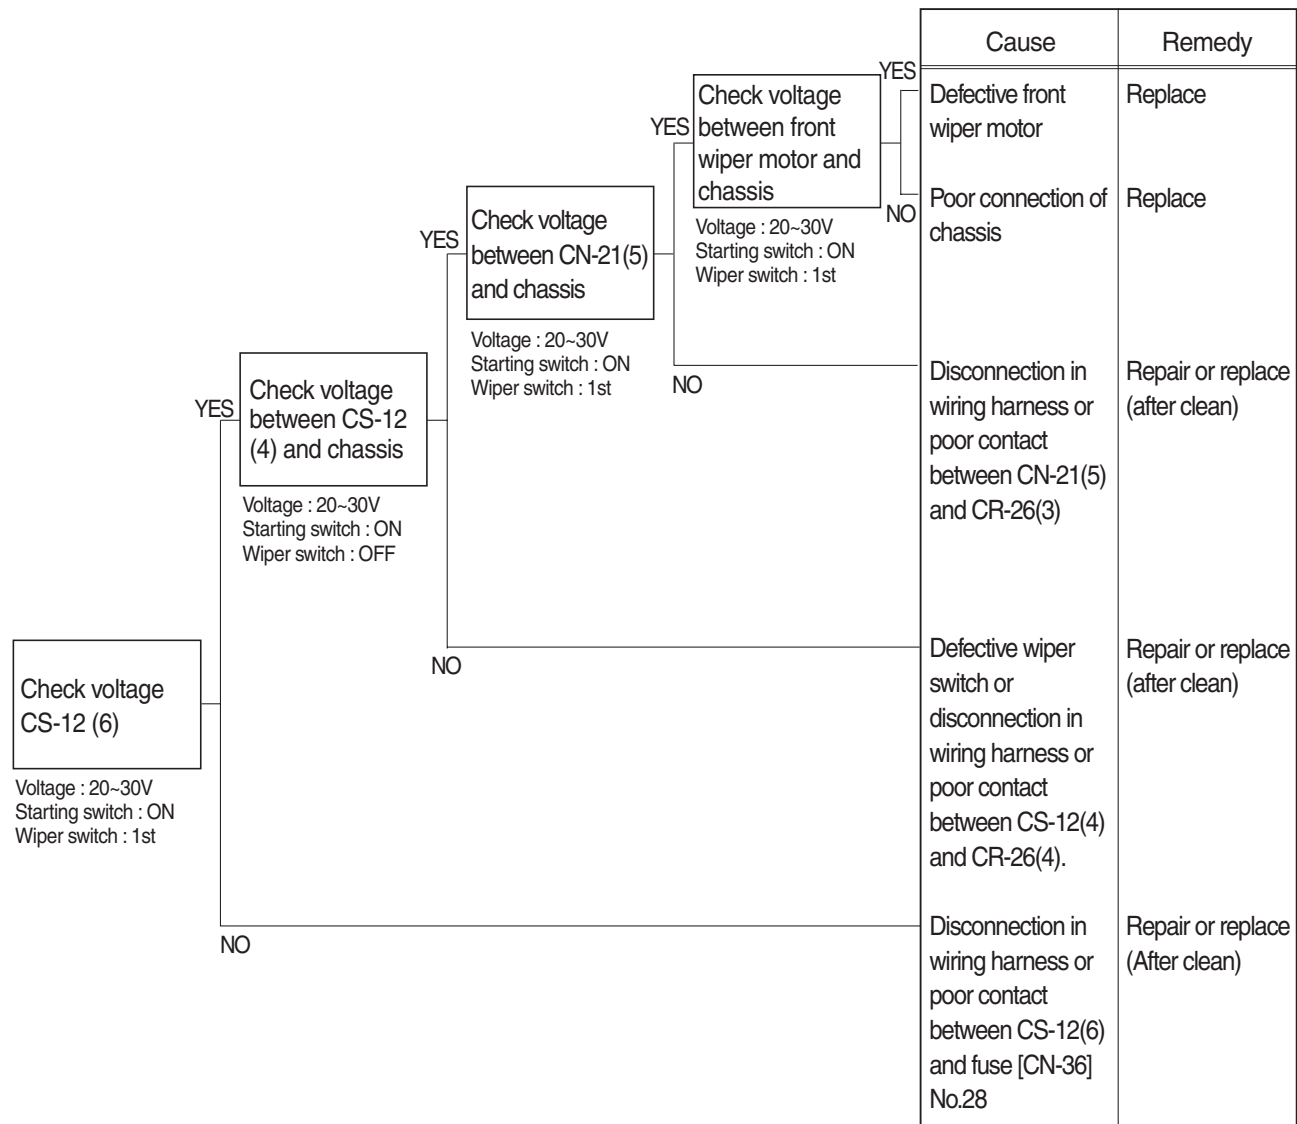 Cause
Remedy
YES
Check voltage
between front
wiper motor and
chassis
YES
Voltage : 20~30V
Starting switch : ON
Wiper switch : 1st
Defective front
wiper motor
Replace
NO
Poor connection of
chassis
Replace
Check voltage
between CN-21(5)
and chassis
YES
Voltage : 20~30V
Starting switch : ON
Wiper switch : 1st
NO
Disconnection in
wiring harness or
poor contact
between CN-21(5)
and CR-26(3)
Repair or replace
(after clean)
Check voltage
between CS-12
(4) and chassis
YES
Voltage : 20~30V
Starting switch : ON
Wiper switch : OFF
NO
Defective wiper
switch or
disconnection in
wiring harness or
poor contact
between CS-12(4)
and CR-26(4).
Repair or replace
(after clean)
Check voltage
CS-12 (6)
Voltage : 20~30V
Starting switch : ON
Wiper switch : 1st
NO
Disconnection in
wiring harness or
poor contact
between CS-12(6)
and fuse [CN-36]
No.28
Repair or replace
(After clean)